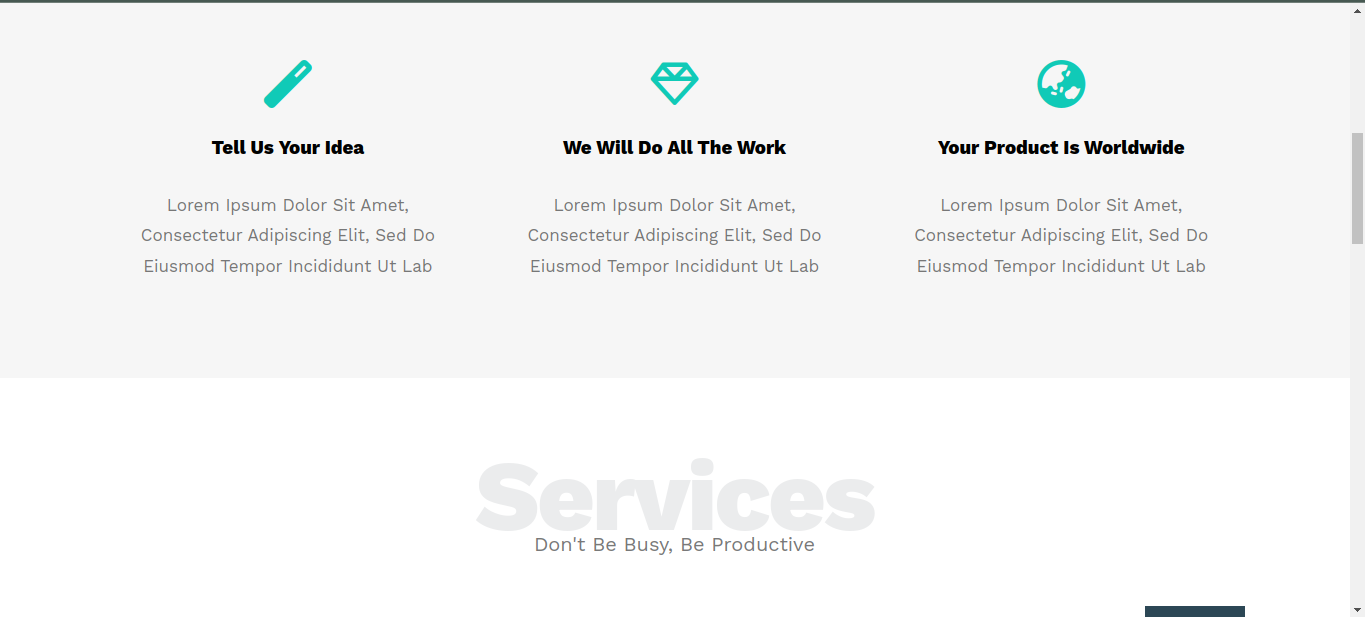 Tell Us Your Idea
Lorem Ipsum Dolor Sit Amet,
Consectetur Adipiscing Elit, Sed Do
Eiusmod Tempor Incididunt Ut Lab
We Will Do All The Work
Lorem Ipsum Dolor Sit Amet,
Consectetur Adipiscing Elit, Sed Do
Eiusmod Tempor Incididunt Ut Lab
Your Product Is Worldwide
Lorem Ipsum Dolor Sit Amet,
Consectetur Adipiscing Elit, Sed Do
Eiusmod Tempor Incididunt Ut Lab
Services
Don't Be Busy, Be Productive